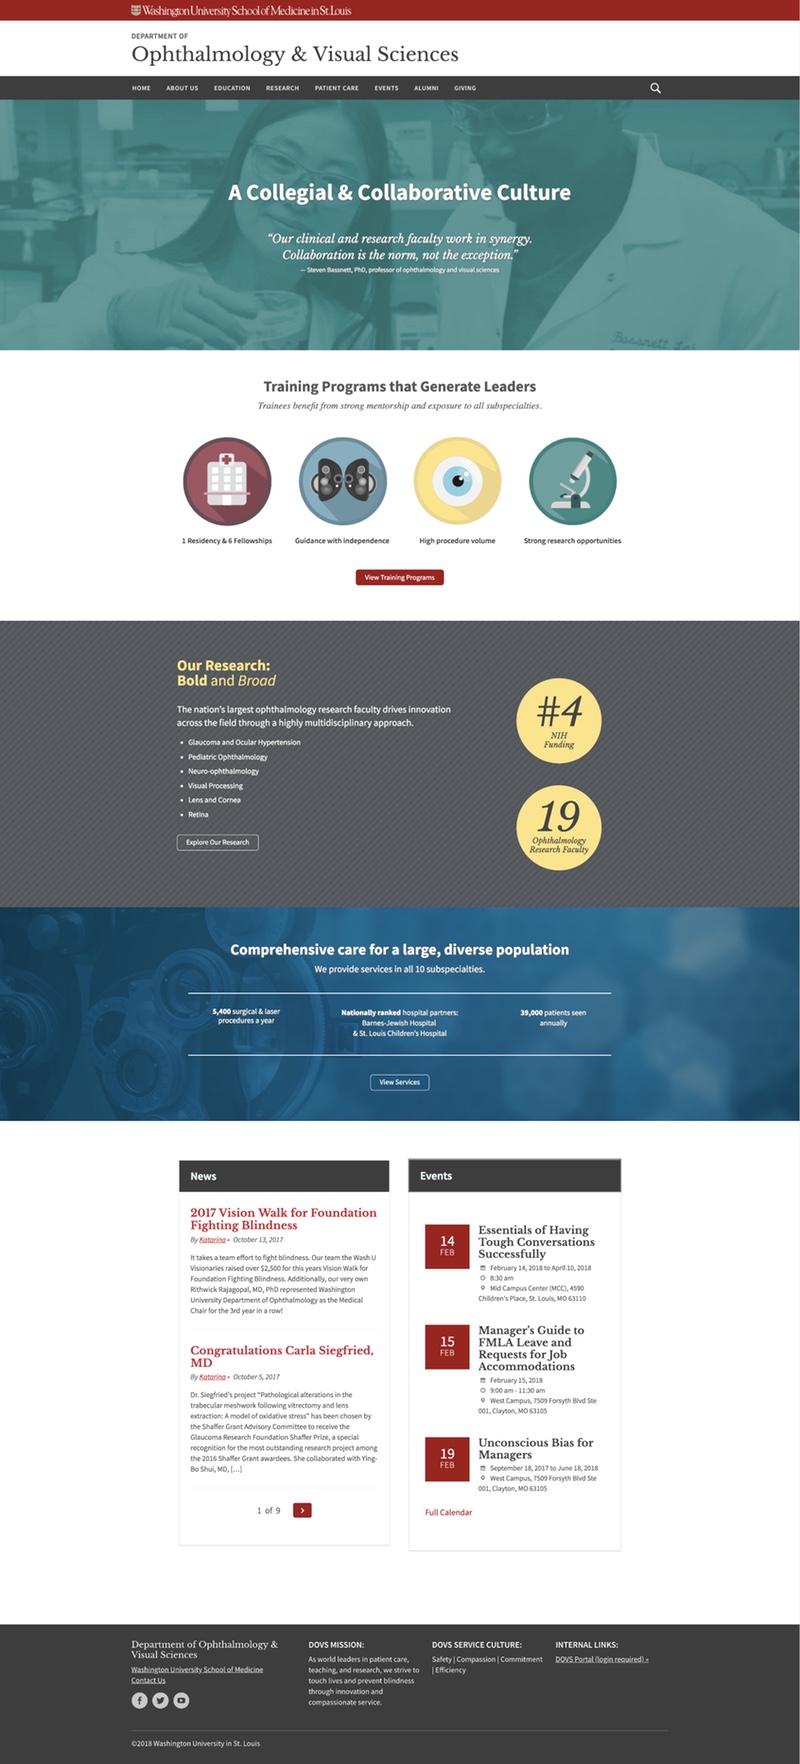 Washington University School of Medicine in St. Louis
DEPARTMENT OF
Ophthalmology & Visual Sciences
HOME ABOUT US EDUCATION RESEARCH PATIENT CARE EVENTS ALUMNI GIVING
A Collegial & Collaborative Culture
“Our clinical and research faculty work in synergy.
Collaboration is the norm, not the exception.”
— Steven Bassnett, PhD, professor of ophthalmology and visual sciences
Bassnett Lab
Training Programs that Generate Leaders
Trainees benefit from strong mentorship and exposure to all subspecialties.
1 Residency & 6 Fellowships
Guidance with independence
High procedure volume
Strong research opportunities
View Training Programs
Our Research:
Bold and Broad
The nation’s largest ophthalmology research faculty drives innovation
across the field through a highly multidisciplinary approach.
• Glaucoma and Ocular Hypertension
• Pediatric Ophthalmology
• Neuro-ophthalmology
• Visual Processing
• Lens and Cornea
• Retina
Explore Our Research
#4
NIH
Funding
19
Ophthalmology
Research Faculty
Comprehensive care for a large, diverse population
We provide services in all 10 subspecialties.
5,400 surgical & laser
procedures a year
Nationally ranked hospital partners:
Barnes-Jewish Hospital
& St. Louis Children’s Hospital
39,000 patients seen
annually
View Services
News
2017 Vision Walk for Foundation
Fighting Blindness
By Katarina • October 13, 2017
It takes a team effort to fight blindness. Our team the Wash U
Visionaries raised over $2,500 for this years Vision Walk for
Foundation Fighting Blindness. Additionally, our very own
Rithwick Rajagopal, MD, PhD represented Washington
University Department of Ophthalmology as the Medical
Chair for the 3rd year in a row!
Congratulations Carla Siegfried,
MD
By Katarina • October 5, 2017
Dr. Siegfried’s project “Pathological alterations in the
trabecular meshwork following vitrectomy and lens
extraction: A model of oxidative stress” has been chosen by
the Shaffer Grant Advisory Committee to receive the
Glaucoma Research Foundation Shaffer Prize, a special
recognition for the most outstanding research project among
the 2016 Shaffer Grant awardees. She collaborated with Ying-
Bo Shui, MD, […]
1 of 9
Events
14
FEB
Essentials of Having
Tough Conversations
Successfully
February 14, 2018 to April 10, 2018
8:30 am
Mid Campus Center (MCC), 4590
Children’s Place, St. Louis, MO 63110
15
FEB
Manager’s Guide to
FMLA Leave and
Requests for Job
Accommodations
February 15, 2018
9:00 am - 11:30 am
West Campus, 7509 Forsyth Blvd Ste
001, Clayton, MO 63105
19
FEB
Unconscious Bias for
Managers
September 18, 2017 to June 18, 2018
West Campus, 7509 Forsyth Blvd Ste
001, Clayton, MO 63105
Full Calendar
Department of Ophthalmology &
Visual Sciences
Washington University School of Medicine
Contact Us
DOVS MISSION:
As world leaders in patient care,
teaching, and research, we strive to
touch lives and prevent blindness
through innovation and
compassionate service.
DOVS SERVICE CULTURE:
Safety | Compassion | Commitment
| Efficiency
INTERNAL LINKS:
DOVS Portal (login required) »
©2018 Washington University in St. Louis